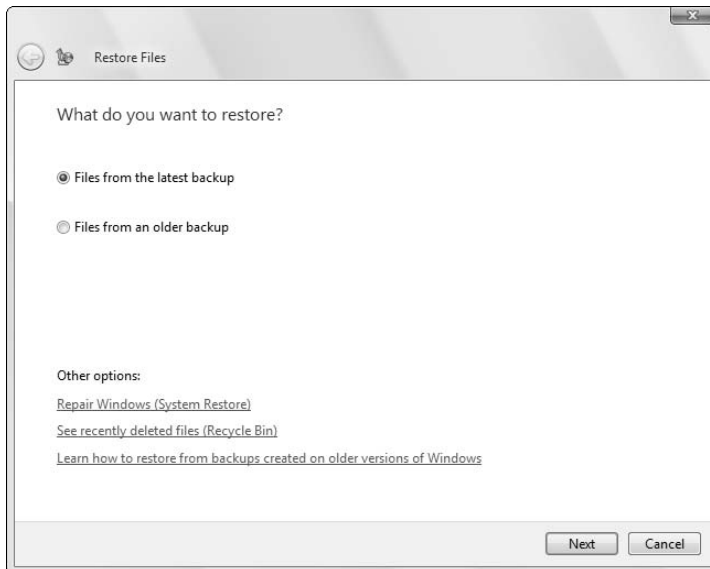 Restore Files
What do you want to restore?
Files from the latest backup
Files from an older backup
Other options:
Repair Windows (System Restore)
See recently deleted files (Recycle Bin)
Learn how to restore from backups created on older versions of Windows
Next
Cancel